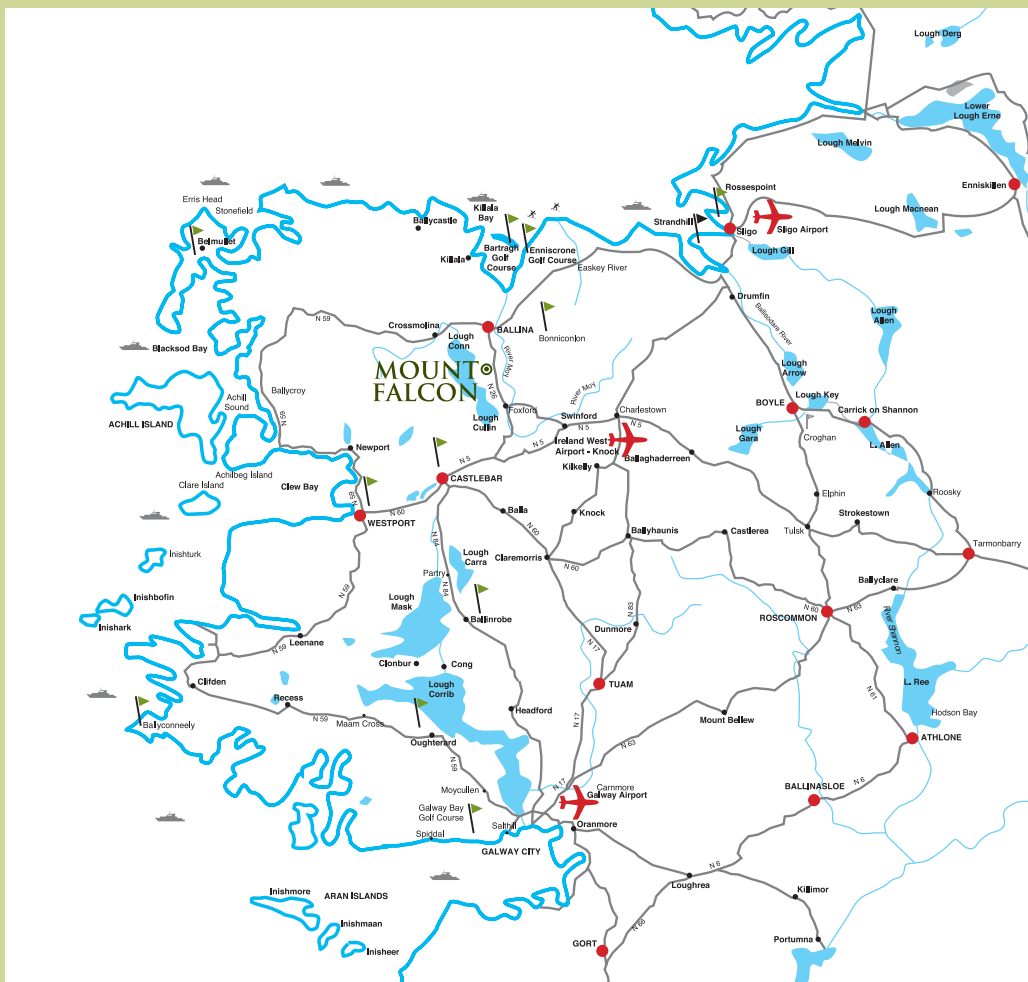 Lough Derg
Lower
Lough Erne
Lough Melvin
Enniskillen
Erris Head
Stonefield
Rossespoint
Killala
Bay
Ballycastle
Strandhill
Sligo
Sligo Airport
Lough Macnean
Belmullet
Bartragh
Golf
Course
Enniscrone
Golf Course
Killala
Lough Gill
Easkey River
Drumfin
Ballinadare River
Lough
Allen
N 59
Crossmolina
BALLINA
Bonniconlon
Lough
Conn
River Moy
Blacksod Bay
MOUNT
FALCON
N 26
Lough
Arrow
River Moy
Ballycroy
Achill
Sound
Lough Key
BOYLE
Carrick on Shannon
Foxford
Charlestown
ACHILL ISLAND
N 59
Lough
Cullin
Swinford
N 5
N 5
Lough
Gara
Croghan
L. Allen
Newport
N 5
Ireland West
Airport - Knock
Ballaghaderreen
N 5
Kilkelly
Achilbeg Island
Clare Island
Clew Bay
CASTLEBAR
N 59
Elphin
Roosky
N 60
WESTPORT
Balla
Knock
Strokestown
N 60
Ballyhaunis
Castlerea
Tulsk
N 84
Inishturk
Lough
Carra
Claremorris
N 60
Tarmonbarry
Partry
N 84
Ballyclare
Inishbofin
N 59
Lough
Mask
N 83
N 60
N 63
ROSCOMMON
River Shannon
Inishark
Ballinrobe
Dunmore
Leenane
N 59
N 17
Clonbur
Cong
Clifden
Lough
Corrib
TUAM
L. Ree
N 61
Recess
Headford
Hodson Bay
Ballyconneely
N 59
Maam Cross
N 17
Mount Bellew
Oughterard
N 63
ATHLONE
N 59
N 17
Carnmore
Galway Airport
N 6
BALLINASLOE
Moycullen
Galway Bay
Golf Course
Salthill
Oranmore
Spiddal
GALWAY CITY
N 6
Loughrea
Inishmore
ARAN ISLANDS
Killimor
Inishmaan
N 66
Inisheer
GORT
Portumna